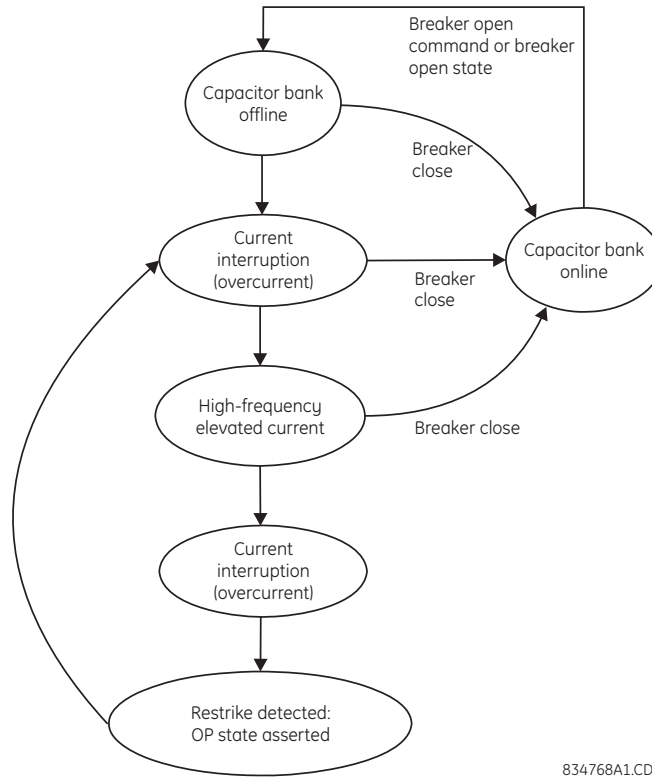 Breaker open
command or breaker
open state
Capacitor bank
offline
Breaker
close
Current
interruption
(overcurrent)
Capacitor bank
online
Breaker
close
High-frequency
elevated current
Breaker close
Current
interruption
(overcurrent)
Restrike detected:
OP state asserted
834768A1.CD